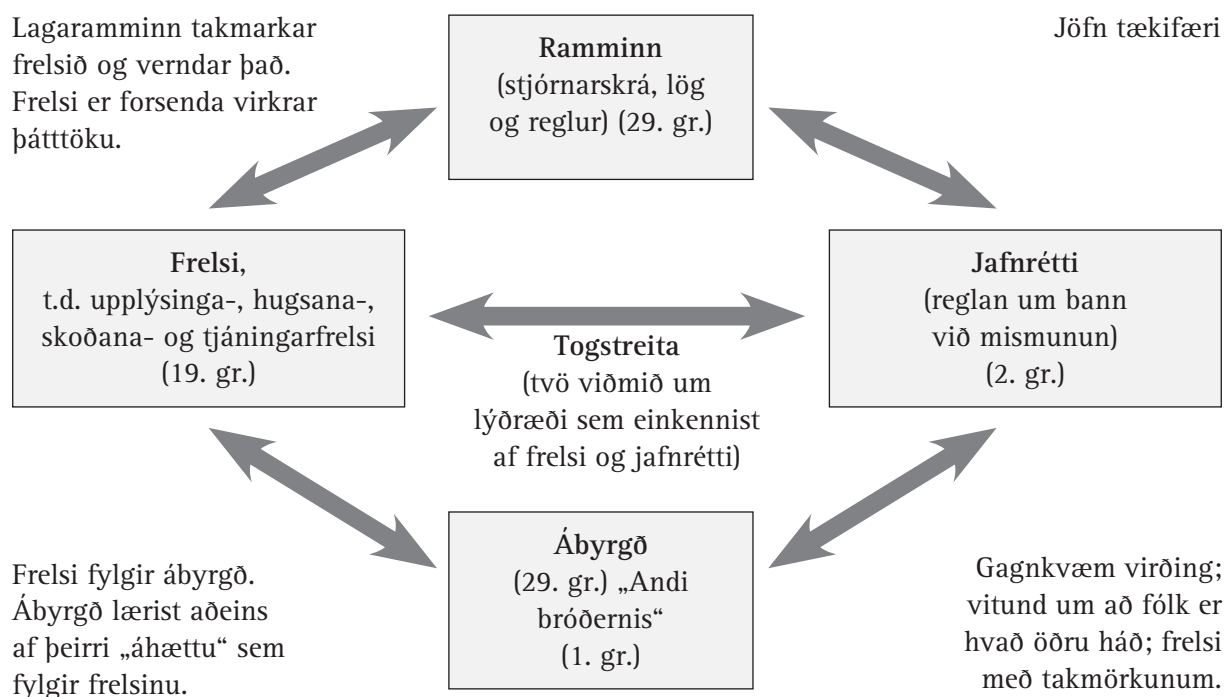 Lagaramminn takmarkar
frelsið og verndar það.
Frelsi er forsenda virkrar
þátttöku.
Ramminn
(stjórnarskrá, lög
og reglur) (29. gr.)
Jöfn tækifæri
Frelsi,
t.d. upplýsinga-, hugsana-,
skoðana- og tjáningarfrelsi
(19. gr.)
Togstreita
(tvö viðmið um
lýðræði sem einkennist
af frelsi og jafnrétti)
Jafnrétti
(reglan um bann
við mismunun)
(2. gr.)
Frelsi fylgir ábyrgð.
Ábyrgð lærist aðeins
af þeirri „áhættu“ sem
fylgir frelsinu.
Ábyrgð
(29. gr.) „Andi
bróðernis“
(1. gr.)
Gagnkvæm virðing;
vitund um að fólk er
hvað öðru háð; frelsi
með takmörkunum.